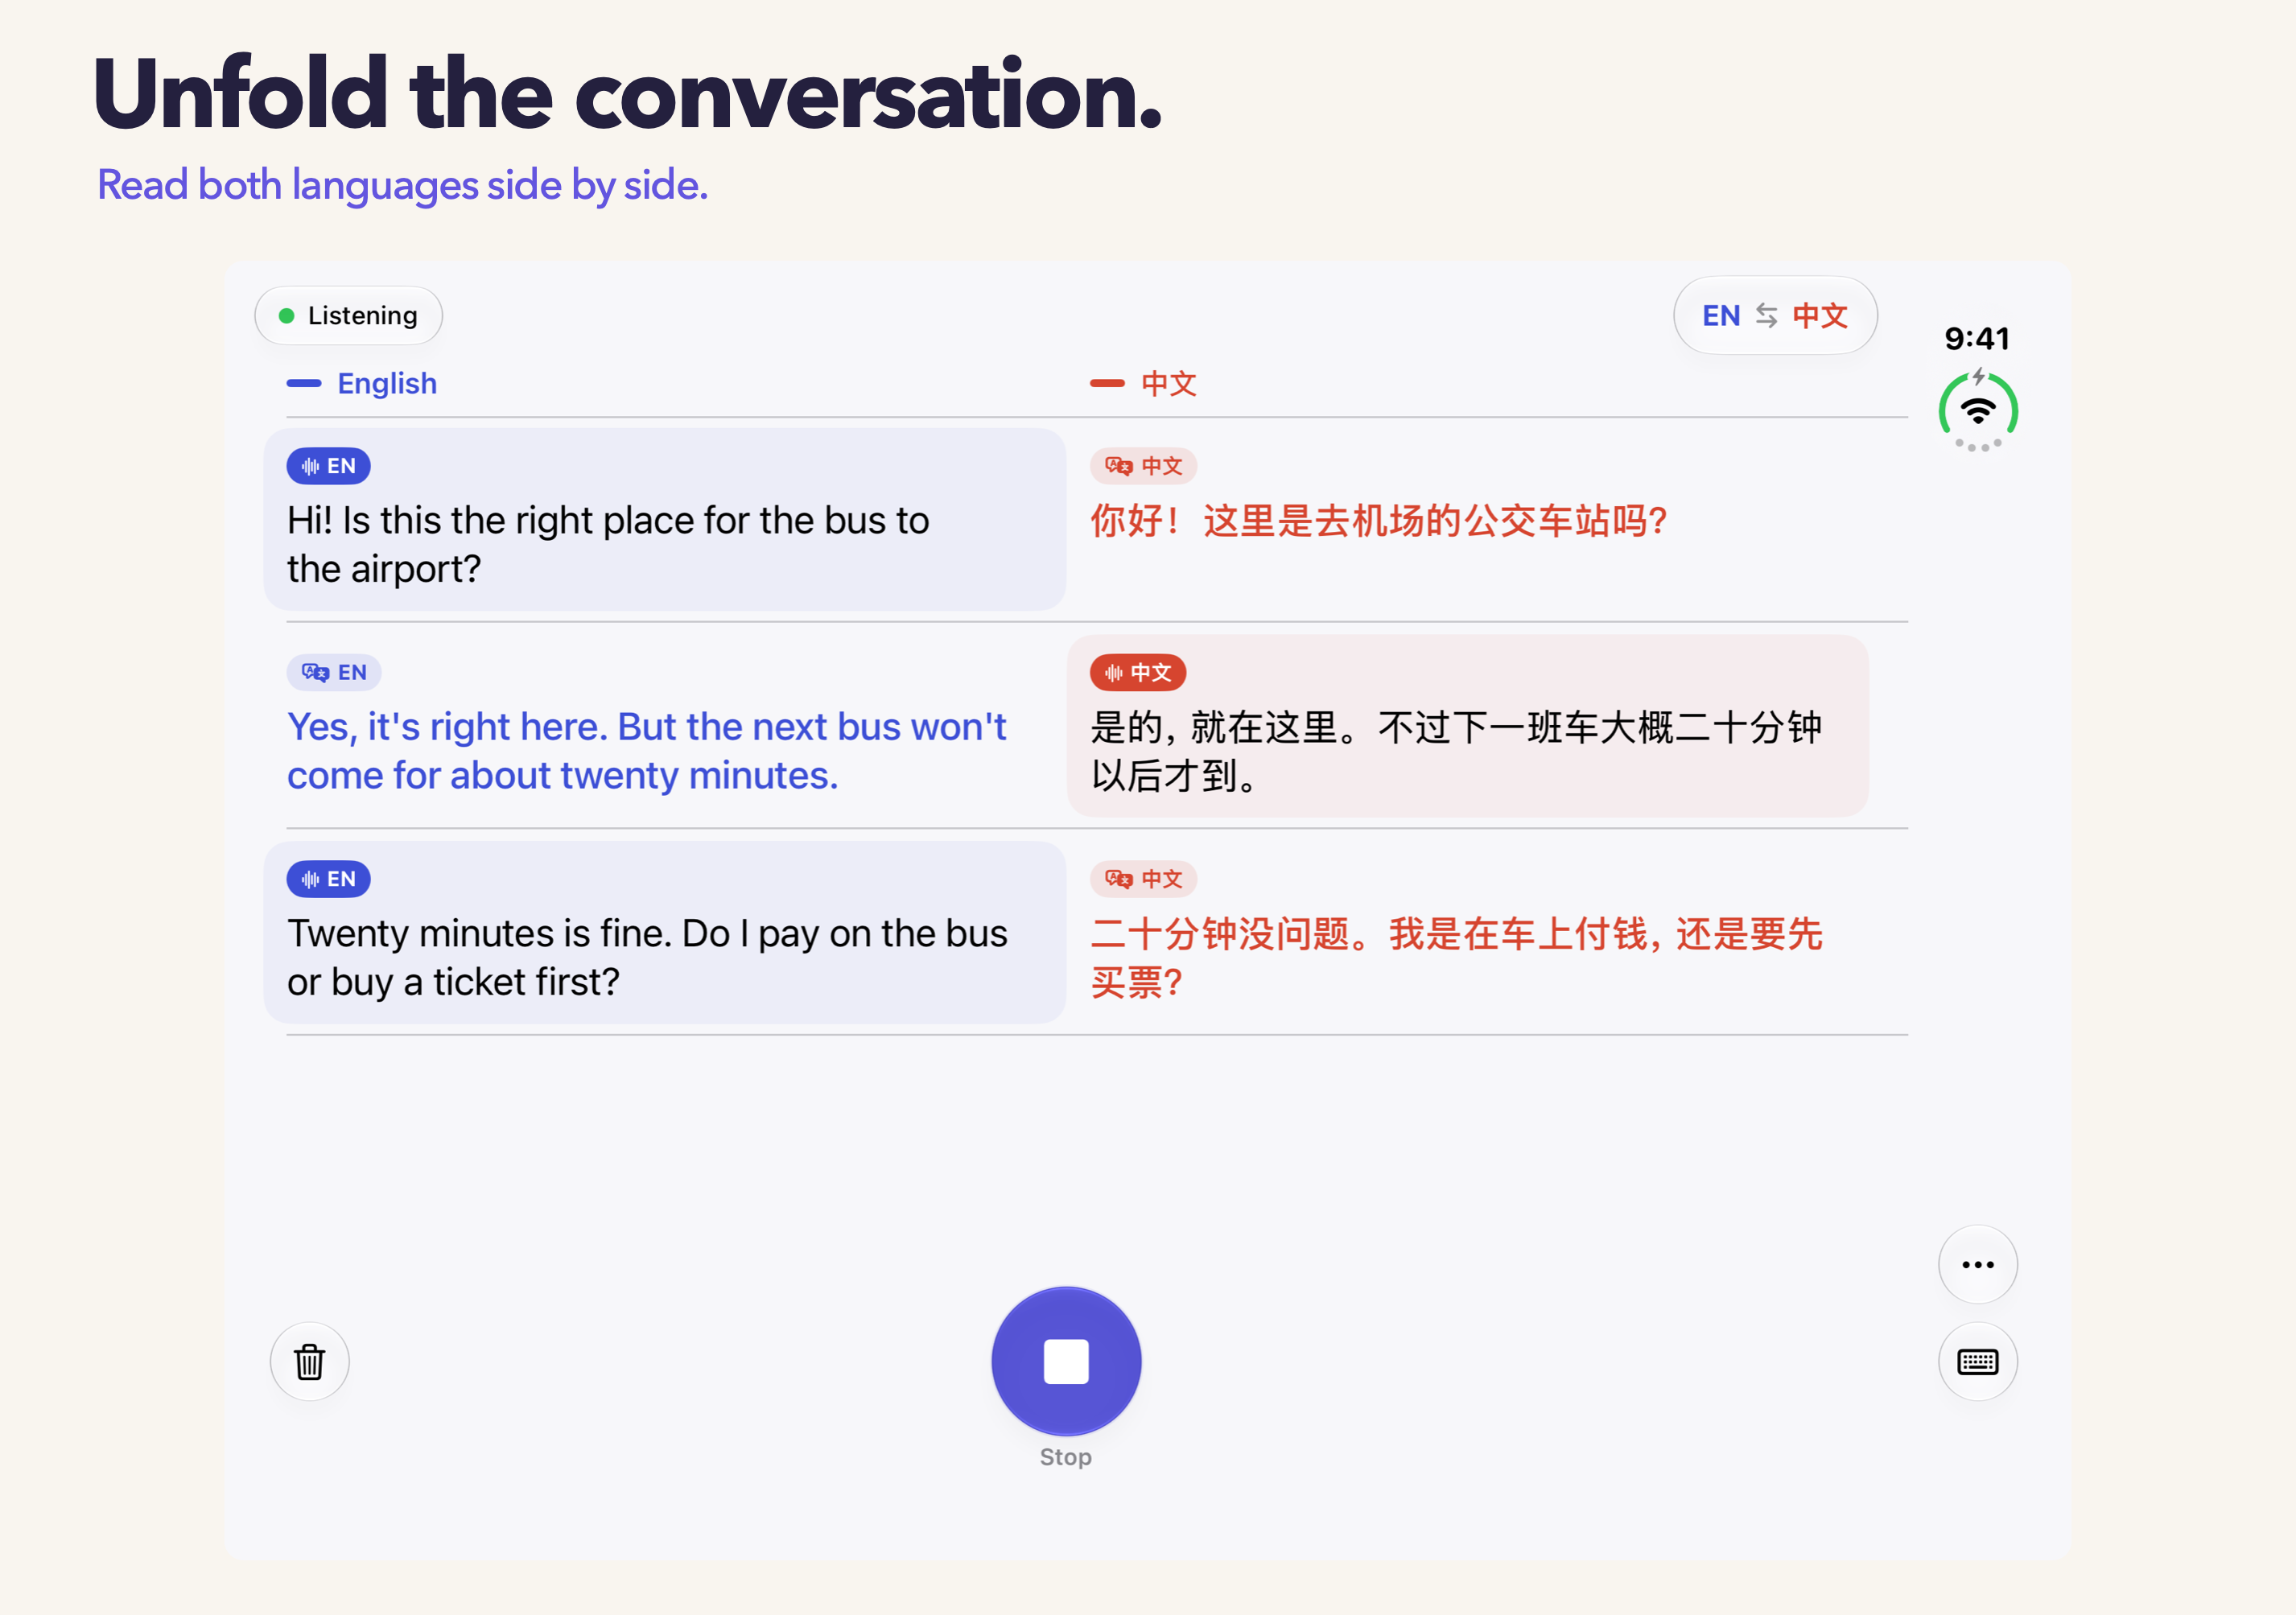 Unfold the conversation.
Read both languages side by side.
Listening
EN 中文
9:41
English
中文
EN
Hi! Is this the right place for the bus to
the airport?
中文
你好！这里是去机场的公交车站吗？
EN
Yes, it's right here. But the next bus won't
come for about twenty minutes.
中文
是的，就在这里。不过下一班车大概二十分钟
以后才到。
EN
Twenty minutes is fine. Do I pay on the bus
or buy a ticket first?
中文
二十分钟没问题。我是在车上付钱，还是要先
买票？
Stop